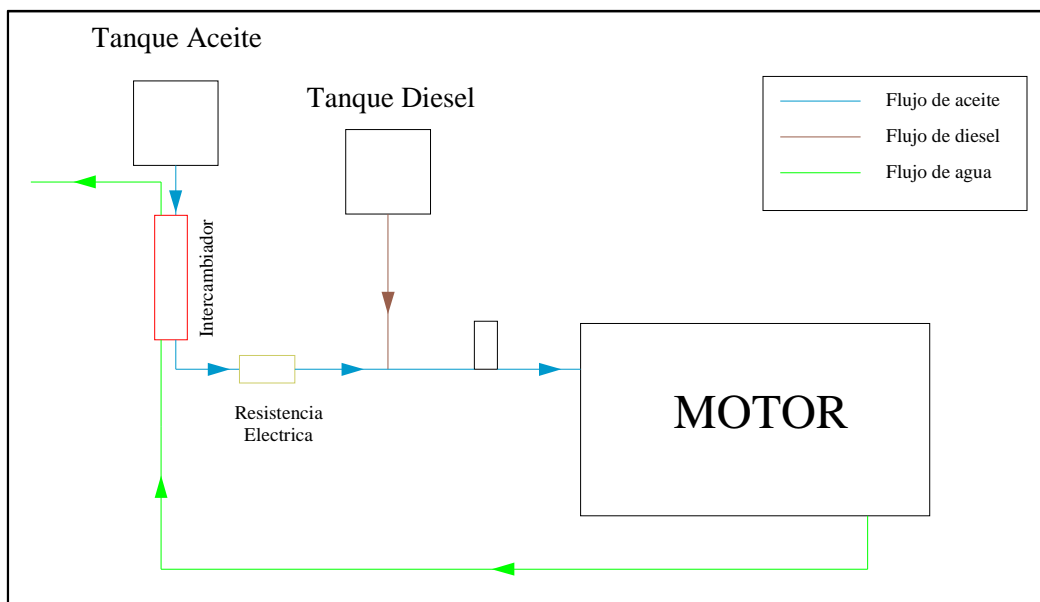 Tanque Aceite
Tanque Diesel
Flujo de aceite
Flujo de diesel
Flujo de agua
Intercambiador
Resistencia
Electrica
MOTOR